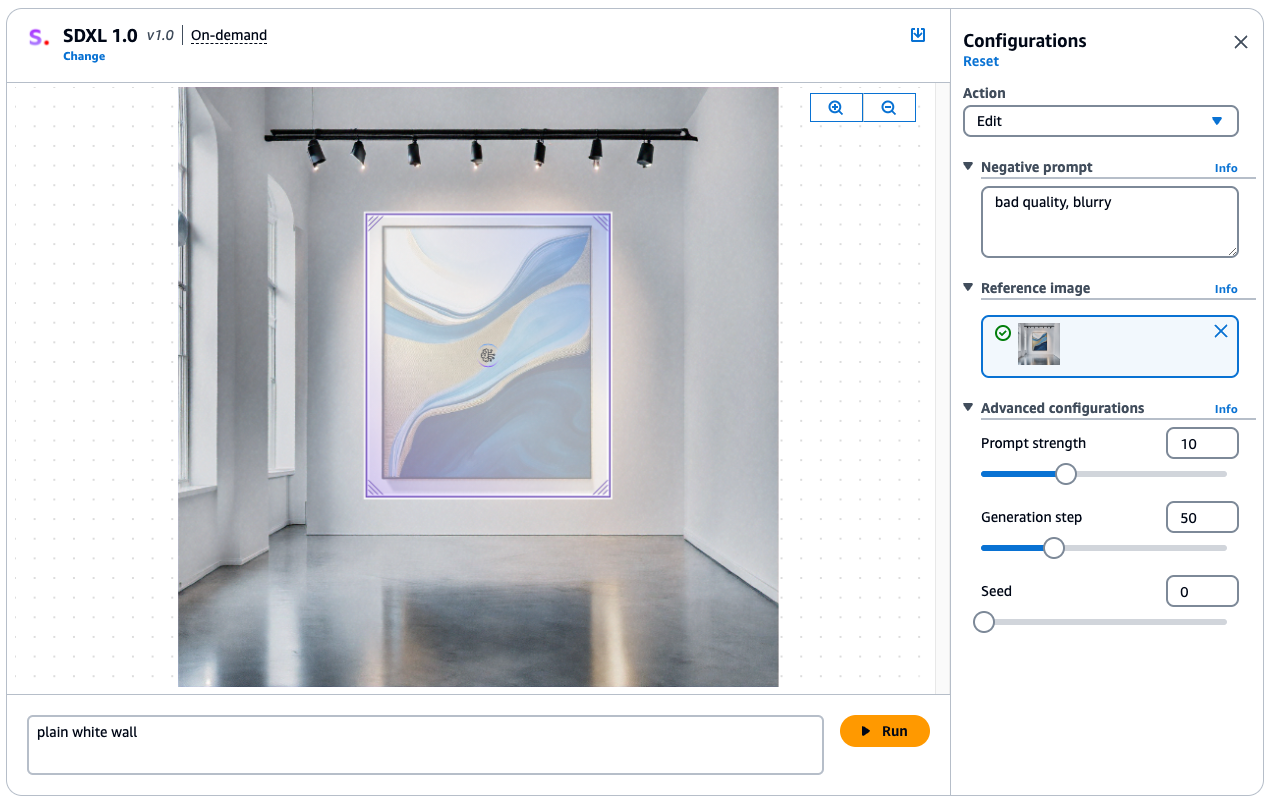 S. SDXL 1.0 v1.0 On-demand
Change
Configurations
Reset
Action
Edit
Negative prompt Info
bad quality, blurry
Reference image Info
Advanced configurations Info
Prompt strength 10
Generation step 50
Seed 0
plain white wall
Run